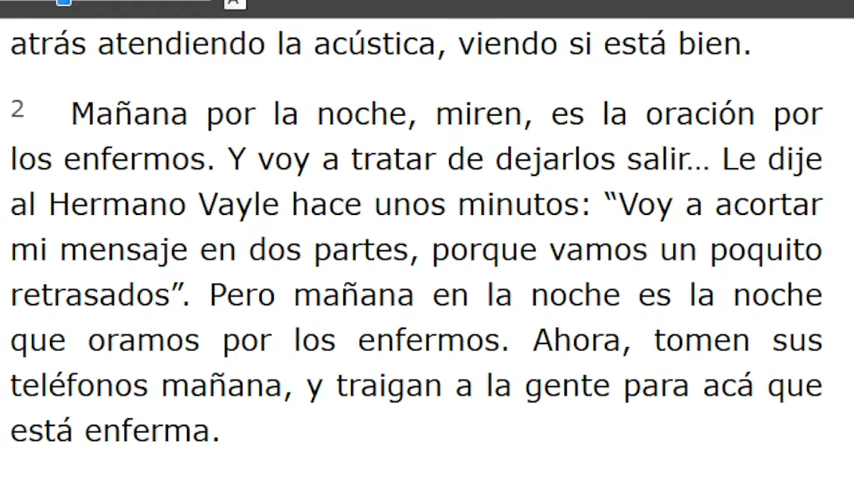 atrás atendiendo la acústica, viendo si está bien.
2 Mañana por la noche, miren, es la oración por
los enfermos. Y voy a tratar de dejarlos salir... Le dije
al Hermano Vayle hace unos minutos: “Voy a acortar
mi mensaje en dos partes, porque vamos un poquito
retrasados”. Pero mañana en la noche es la noche
que oramos por los enfermos. Ahora, tomen sus
teléfonos mañana, y traigan a la gente para acá que
está enferma.